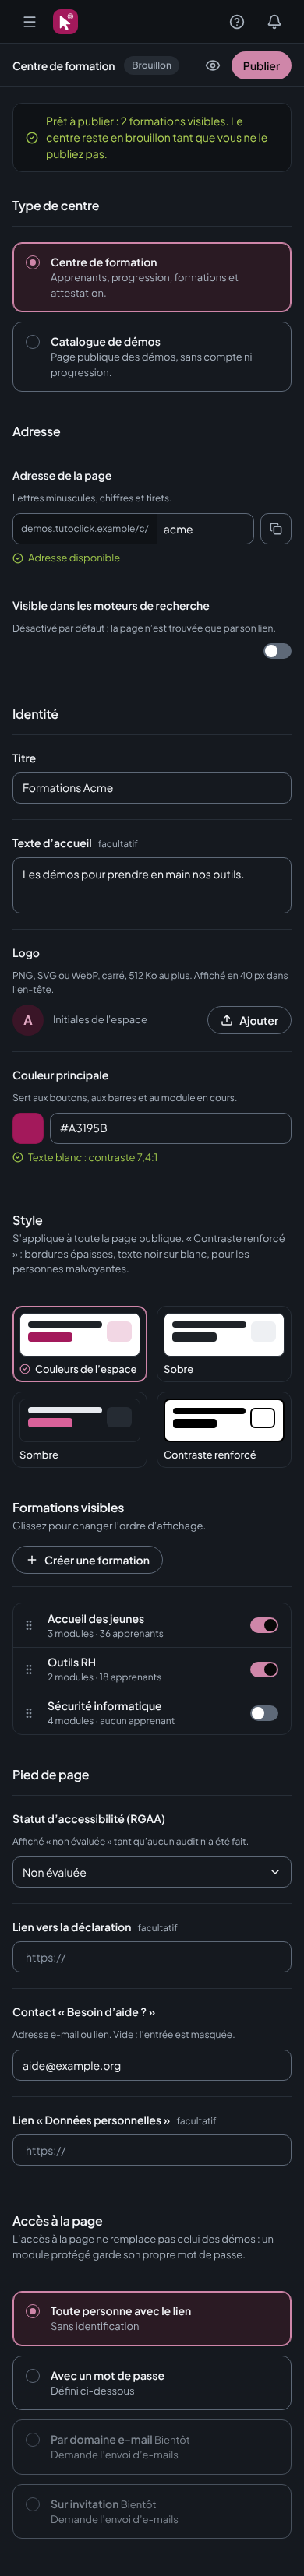 Centre de formation Brouillon Publier
Prêt à publier : 2 formations visibles. Le
centre reste en brouillon tant que vous ne le
publiez pas.
Type de centre
Centre de formation
Apprenants, progression, formations et
attestation.
Catalogue de démos
Page publique des démos, sans compte ni
progression.
Adresse
Adresse de la page
Lettres minuscules, chiffres et tirets.
demos.tutoclick.example/c/ acme
Adresse disponible
Visible dans les moteurs de recherche
Désactivé par défaut : la page n'est trouvée que par son lien.
Identité
Titre
Formations Acme
Texte d'accueil facultatif
Les démos pour prendre en main nos outils.
Logo
PNG, SVG ou WebP, carré, 512 Ko au plus. Affiché en 40 px dans
l'en-tête.
A Initiales de l'espace Ajouter
Couleur principale
Sert aux boutons, aux barres et au module en cours.
#A3195B
Texte blanc : contraste 7,4:1
Style
S'applique à toute la page publique. « Contraste renforcé
» : bordures épaisses, texte noir sur blanc, pour les
personnes malvoyantes.
Couleurs de l'espace Sobre
Sombre Contraste renforcé
Formations visibles
Glissez pour changer l'ordre d'affichage.
Créer une formation
Accueil des jeunes
3 modules · 36 apprenants
Outils RH
2 modules · 18 apprenants
Sécurité informatique
4 modules · aucun apprenant
Pied de page
Statut d'accessibilité (RGAA)
Affiché « non évaluée » tant qu'aucun audit n'a été fait.
Non évaluée
Lien vers la déclaration facultatif
https://
Contact « Besoin d'aide ? »
Adresse e-mail ou lien. Vide : l'entrée est masquée.
aide@example.org
Lien « Données personnelles » facultatif
https://
Accès à la page
L'accès à la page ne remplace pas celui des démos : un
module protégé garde son propre mot de passe.
Toute personne avec le lien
Sans identification
Avec un mot de passe
Défini ci-dessous
Par domaine e-mail Bientôt
Demande l'envoi d'e-mails
Sur invitation Bientôt
Demande l'envoi d'e-mails